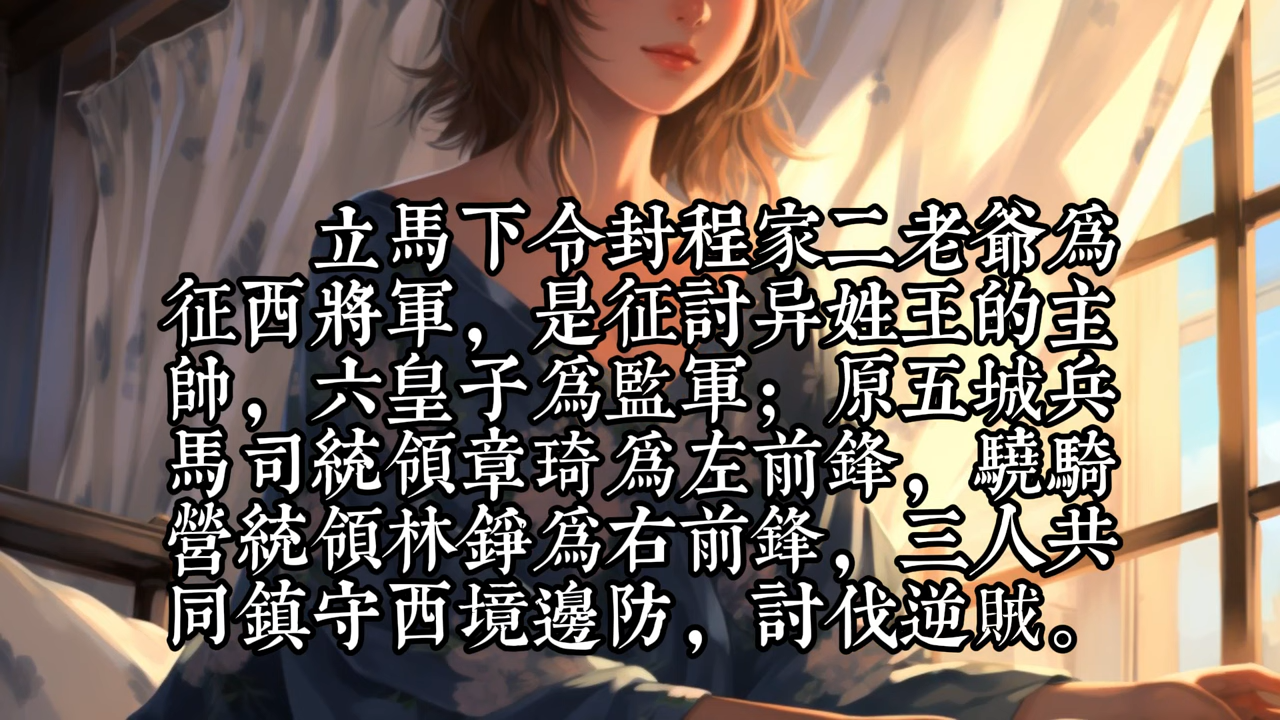 立馬下令封程家二老爺爲
征西將軍，是征討异姓王的主
帥，六皇子爲監軍；原五城兵
馬司統領章琦爲左前鋒，驍騎
營統領林錚爲右前鋒，三人共
同鎮守西境邊防，討伐逆賊。